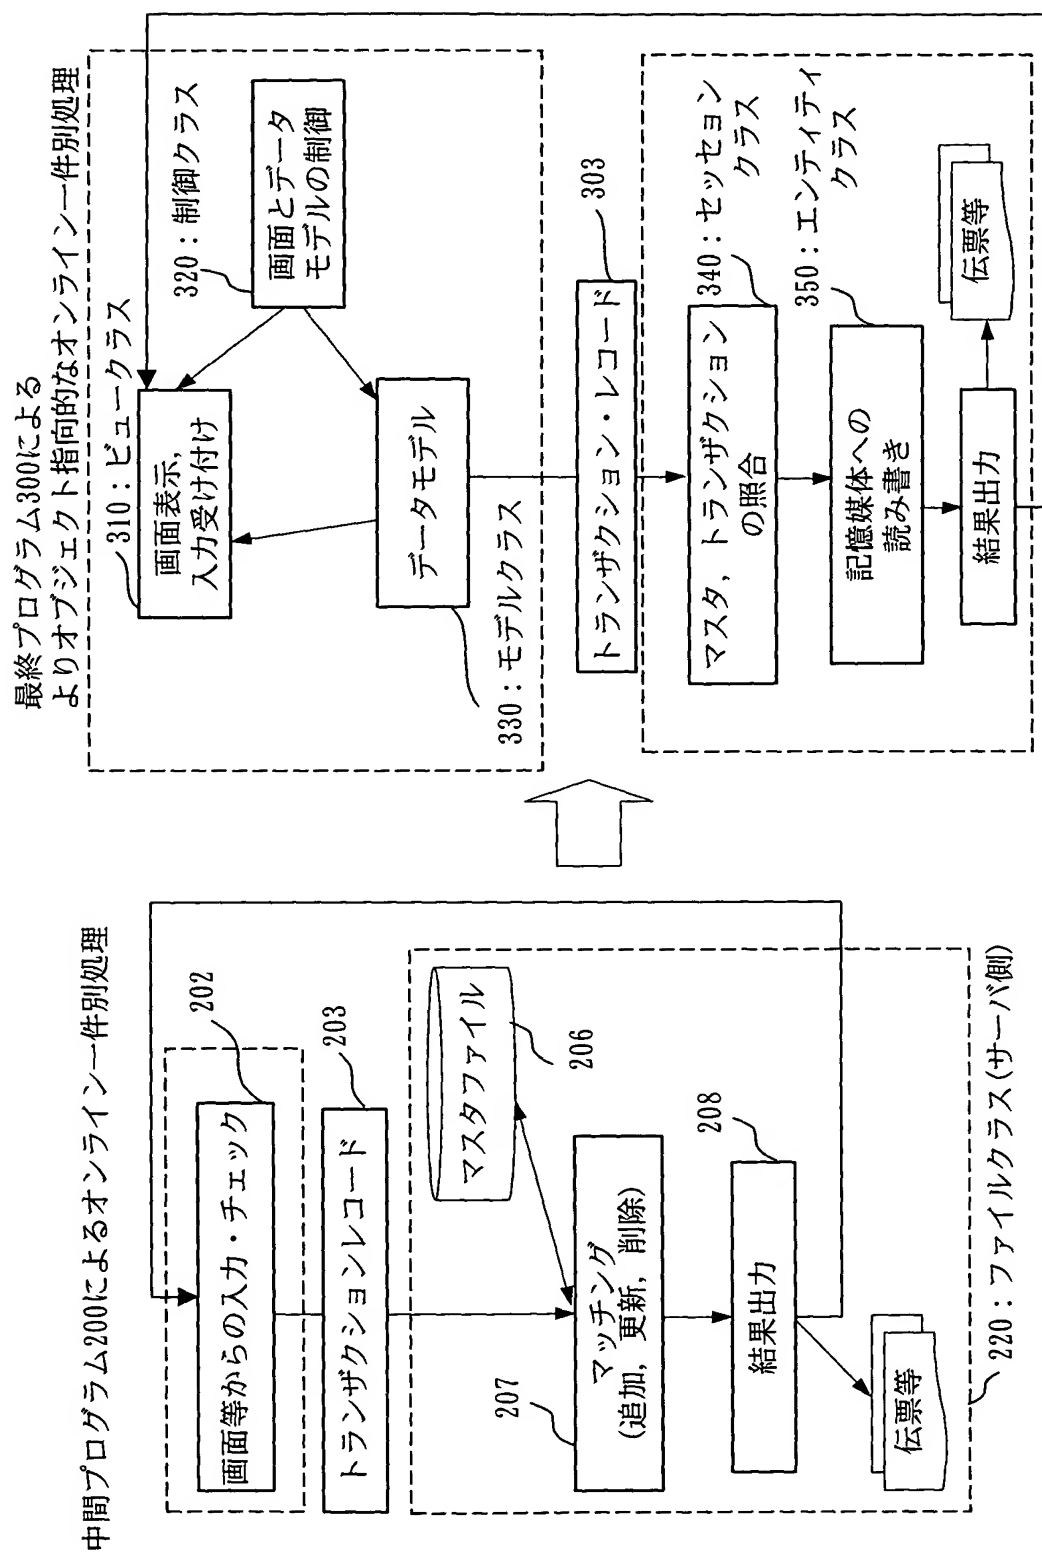 中間プログラム200によるオンライン一件別処理
202
画面等からの入力・チェック
203
トランザクションレコード
マスタファイル
206
207
マッチング
(追加, 更新, 削除)
208
結果出力
伝票等
220：ファイルクラス(サーバ側)
最終プログラム300による
よりオブジェクト指向的なオンライン一件別処理
310：ビュークラス
画面表示,
入力受け付け
320：制御クラス
画面とデータ
モデルの制御
データモデル
330：モデルクラス
303
トランザクション・レコード
340：セッション
クラス
マスタ, トランザクション
の照合
350：エンティティ
クラス
記憶媒体への
読み書き
結果出力
伝票等